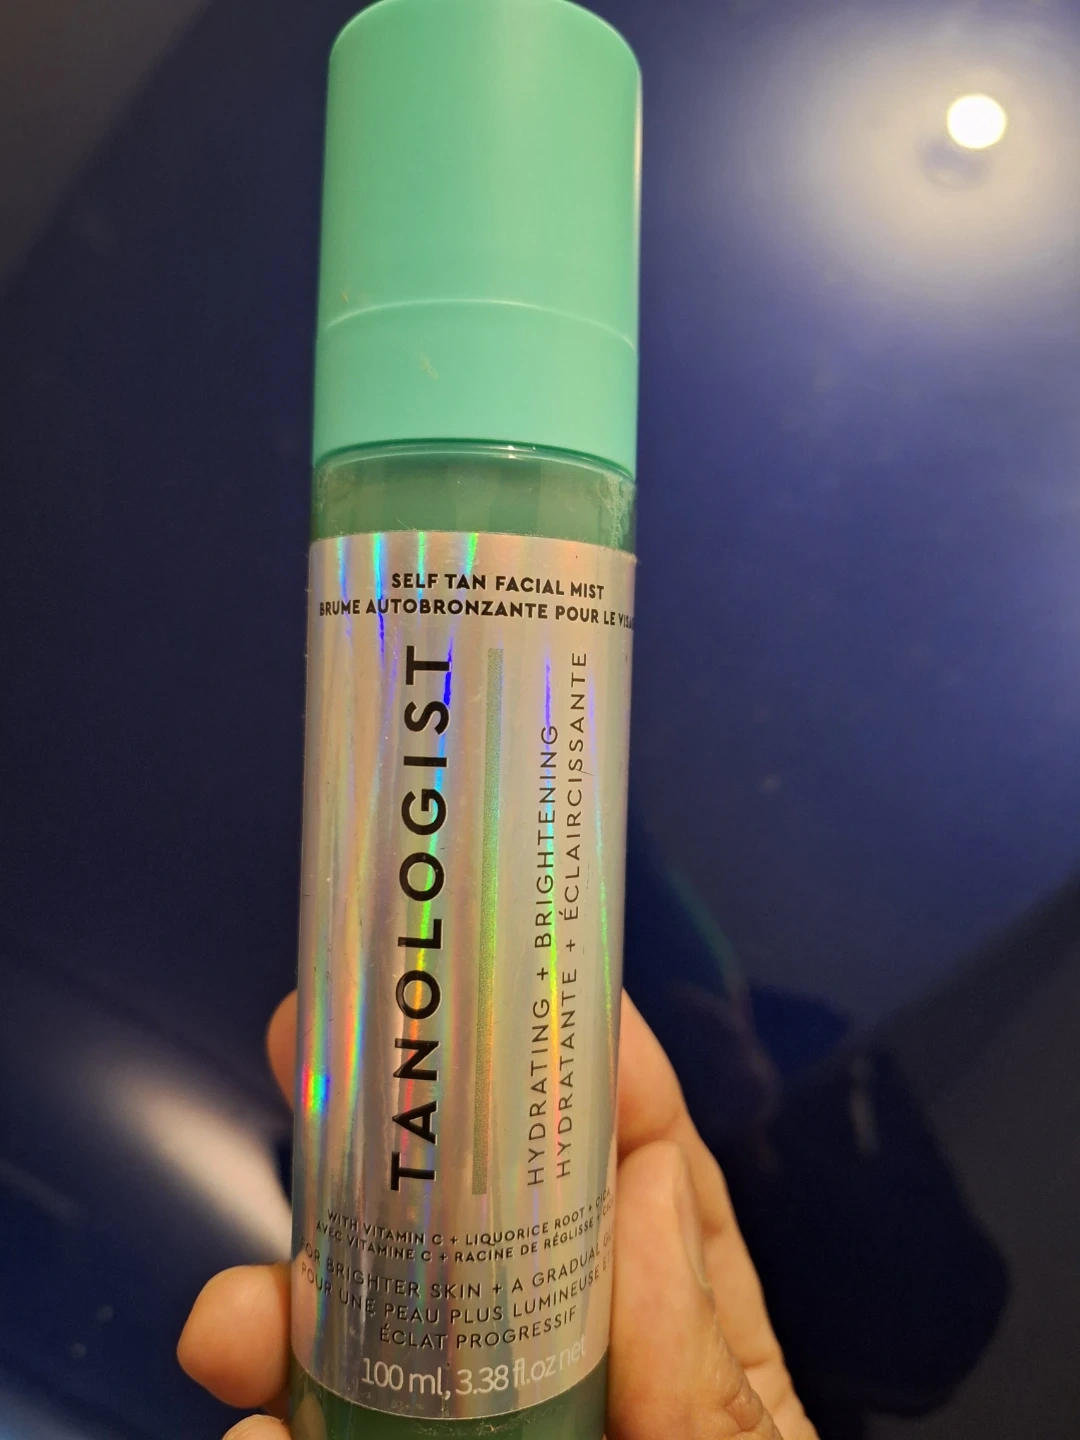 SELF TAN FACIAL MIST
BRUME AUTOBRONZANTE POUR LE
TANOLOGIST
HYDRATING + BRIGHTENING
HYDRATANTE + ÉCLAIRCISSANTE
WITH VITAMIN C + LIQUORICE ROOT + CICA
AVEC VITAMINE C + RACINE DE RÉGLISSE +
FOR BRIGHTER SKIN + A GRADUAL
POUR UNE PEAU PLUS LUMINEUSE
ÉCLAT PROGRESSIF
100 ml, 3.38 fl.oz net